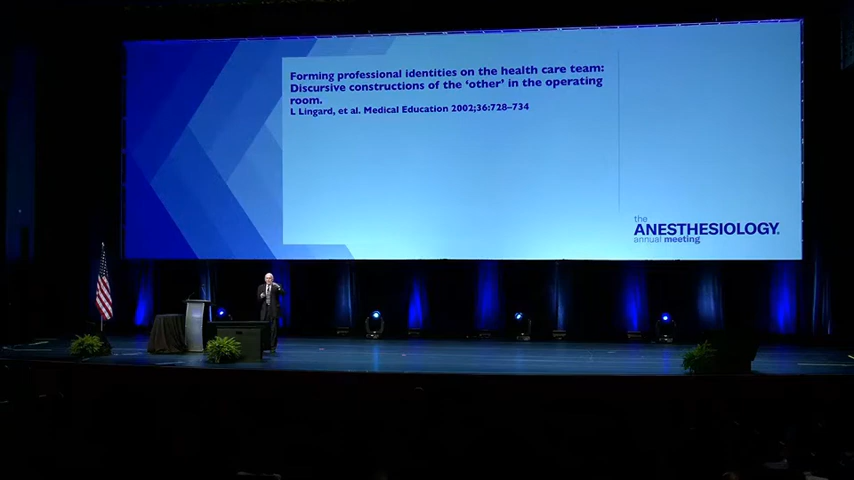 Forming professional identities on the health care team:
Discursive constructions of the ‘other’ in the operating
room.
L Lingard, et al. Medical Education 2002;36:728–734
the
ANESTHESIOLOGY.
annual meeting